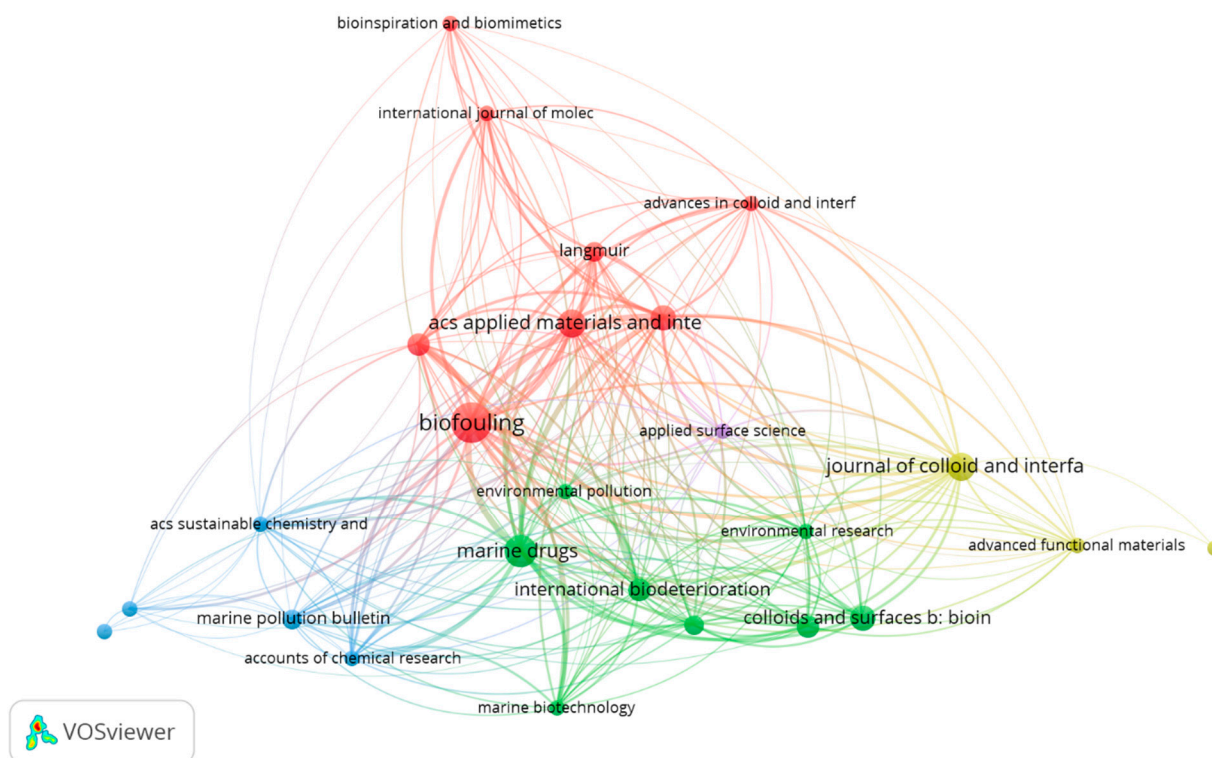 bioinspiration and biomimetics
international journal of molec
advances in colloid and interf
langmuir
acs applied materials and inte
biofouling
applied surface science
journal of colloid and interfa
environmental pollution
acs sustainable chemistry and
environmental research
advanced functional materials
marine drugs
international biodeterioration
marine pollution bulletin
colloids and surfaces b: bioin
accounts of chemical research
marine biotechnology
VOSviewer